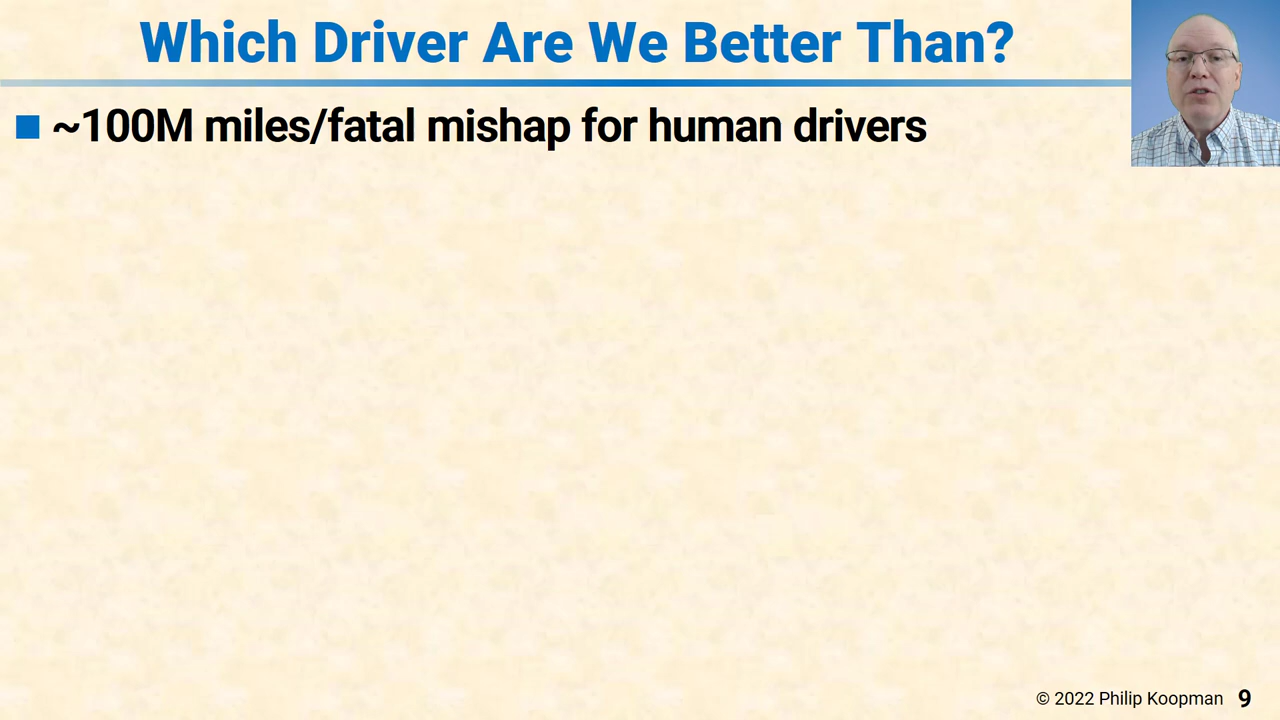 Which Driver Are We Better Than?
~100M miles/fatal mishap for human drivers
© 2022 Philip Koopman 9